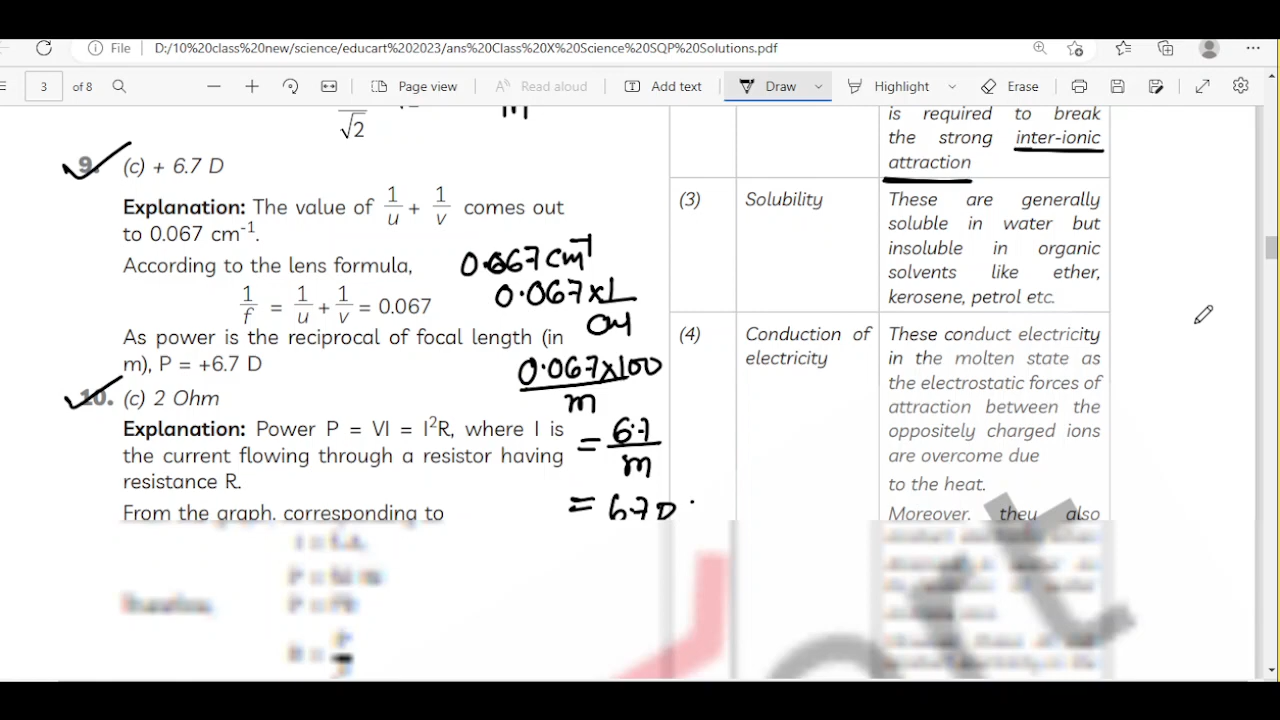 File D:/10%20class%20new/science/educart%202023/ans%20Class%20X%20Science%20SQP%20Solutions.pdf
3 of 8 Page view Read aloud Add text Draw Highlight Erase
√2 m
9. (c) + 6.7 D
Explanation: The value of 1/u + 1/v comes out
to 0.067 cm⁻¹.
According to the lens formula,
1/f = 1/u + 1/v = 0.067
As power is the reciprocal of focal length (in
m), P = +6.7 D
0.067 cm⁻¹
0.067 x 1/cm
0.067x100/m
= 6.7/m
= 6.7 D
10. (c) 2 Ohm
Explanation: Power P = VI = I²R, where I is
the current flowing through a resistor having
resistance R.
From the graph, corresponding to
is required to break
the strong inter-ionic
attraction
(3) Solubility
These are generally
soluble in water but
insoluble in organic
solvents like ether,
kerosene, petrol etc.
(4) Conduction of
electricity
These conduct electricity
in the molten state as
the electrostatic forces of
attraction between the
oppositely charged ions
are overcome due
to the heat.
Moreover, they also